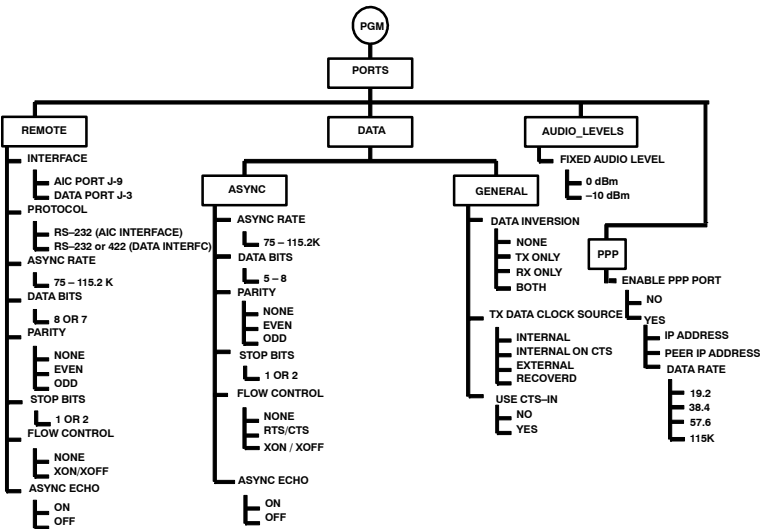 PGM
PORTS
REMOTE
INTERFACE
AIC PORT J-9
DATA PORT J-3
PROTOCOL
RS–232 (AIC INTERFACE)
RS–232 or 422 (DATA INTERFC)
ASYNC RATE
75 – 115.2 K
DATA BITS
8 OR 7
PARITY
NONE
EVEN
ODD
STOP BITS
1 OR 2
FLOW CONTROL
NONE
XON/XOFF
ASYNC ECHO
ON
OFF
DATA
ASYNC
ASYNC RATE
75 – 115.2K
DATA BITS
5 – 8
PARITY
NONE
EVEN
ODD
STOP BITS
1 OR 2
FLOW CONTROL
NONE
RTS/CTS
XON / XOFF
ASYNC ECHO
ON
OFF
GENERAL
DATA INVERSION
NONE
TX ONLY
RX ONLY
BOTH
TX DATA CLOCK SOURCE
INTERNAL
INTERNAL ON CTS
EXTERNAL
RECOVERD
USE CTS–IN
NO
YES
AUDIO_LEVELS
FIXED AUDIO LEVEL
0 dBm
–10 dBm
PPP
ENABLE PPP PORT
NO
YES
IP ADDRESS
PEER IP ADDRESS
DATA RATE
19.2
38.4
57.6
115K